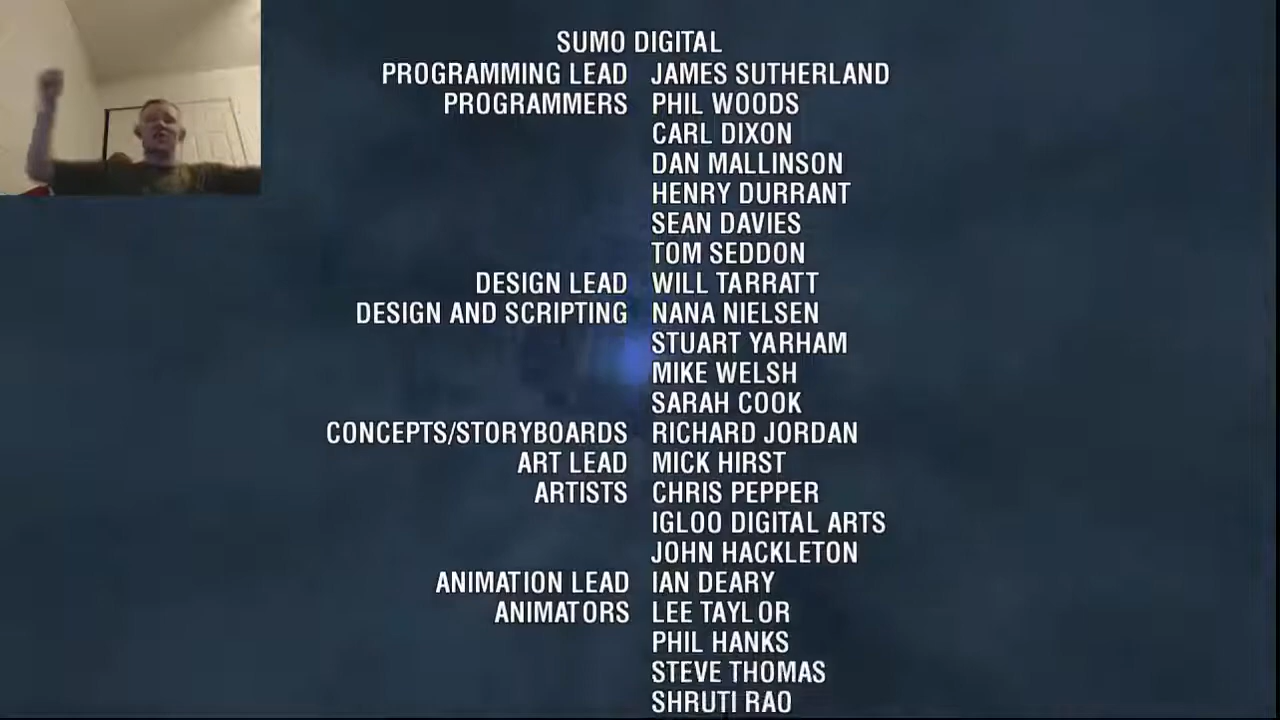 SUMO DIGITAL
PROGRAMMING LEAD JAMES SUTHERLAND
PROGRAMMERS PHIL WOODS
CARL DIXON
DAN MALLINSON
HENRY DURRANT
SEAN DAVIES
TOM SEDDON
DESIGN LEAD WILL TARRATT
DESIGN AND SCRIPTING NANA NIELSEN
STUART YARHAM
MIKE WELSH
SARAH COOK
CONCEPTS/STORYBOARDS RICHARD JORDAN
ART LEAD MICK HIRST
ARTISTS CHRIS PEPPER
IGLOO DIGITAL ARTS
JOHN HACKLETON
ANIMATION LEAD IAN DEARY
ANIMATORS LEE TAYLOR
PHIL HANKS
STEVE THOMAS
SHRUTI RAO